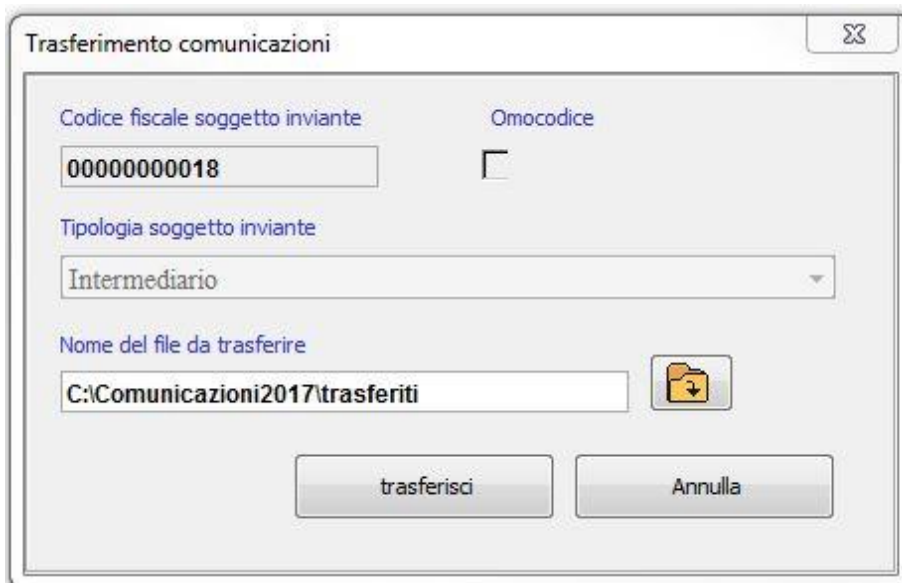 Trasferimento comunicazioni
Codice fiscale soggetto inviante Omocodice
00000000018
Tipologia soggetto inviante
Intermediario
Nome del file da trasferire
C:\Comunicazioni2017\trasferiti
trasferisci Annulla